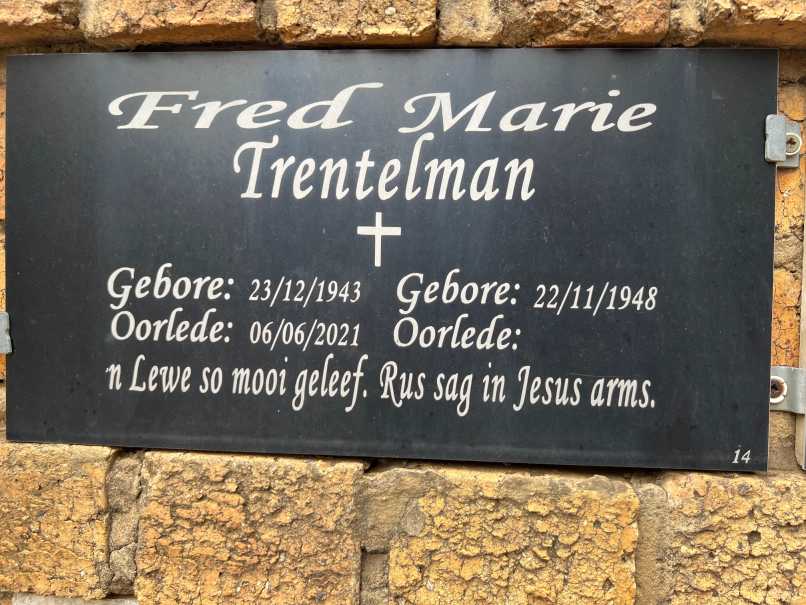 Fred Marie
Trentelman
Gebore: 23/12/1943 Gebore: 22/11/1948
Oorlede: 06/06/2021 Oorlede:
'n Lewe so mooi geleef. Rus sag in Jesus arms.
14